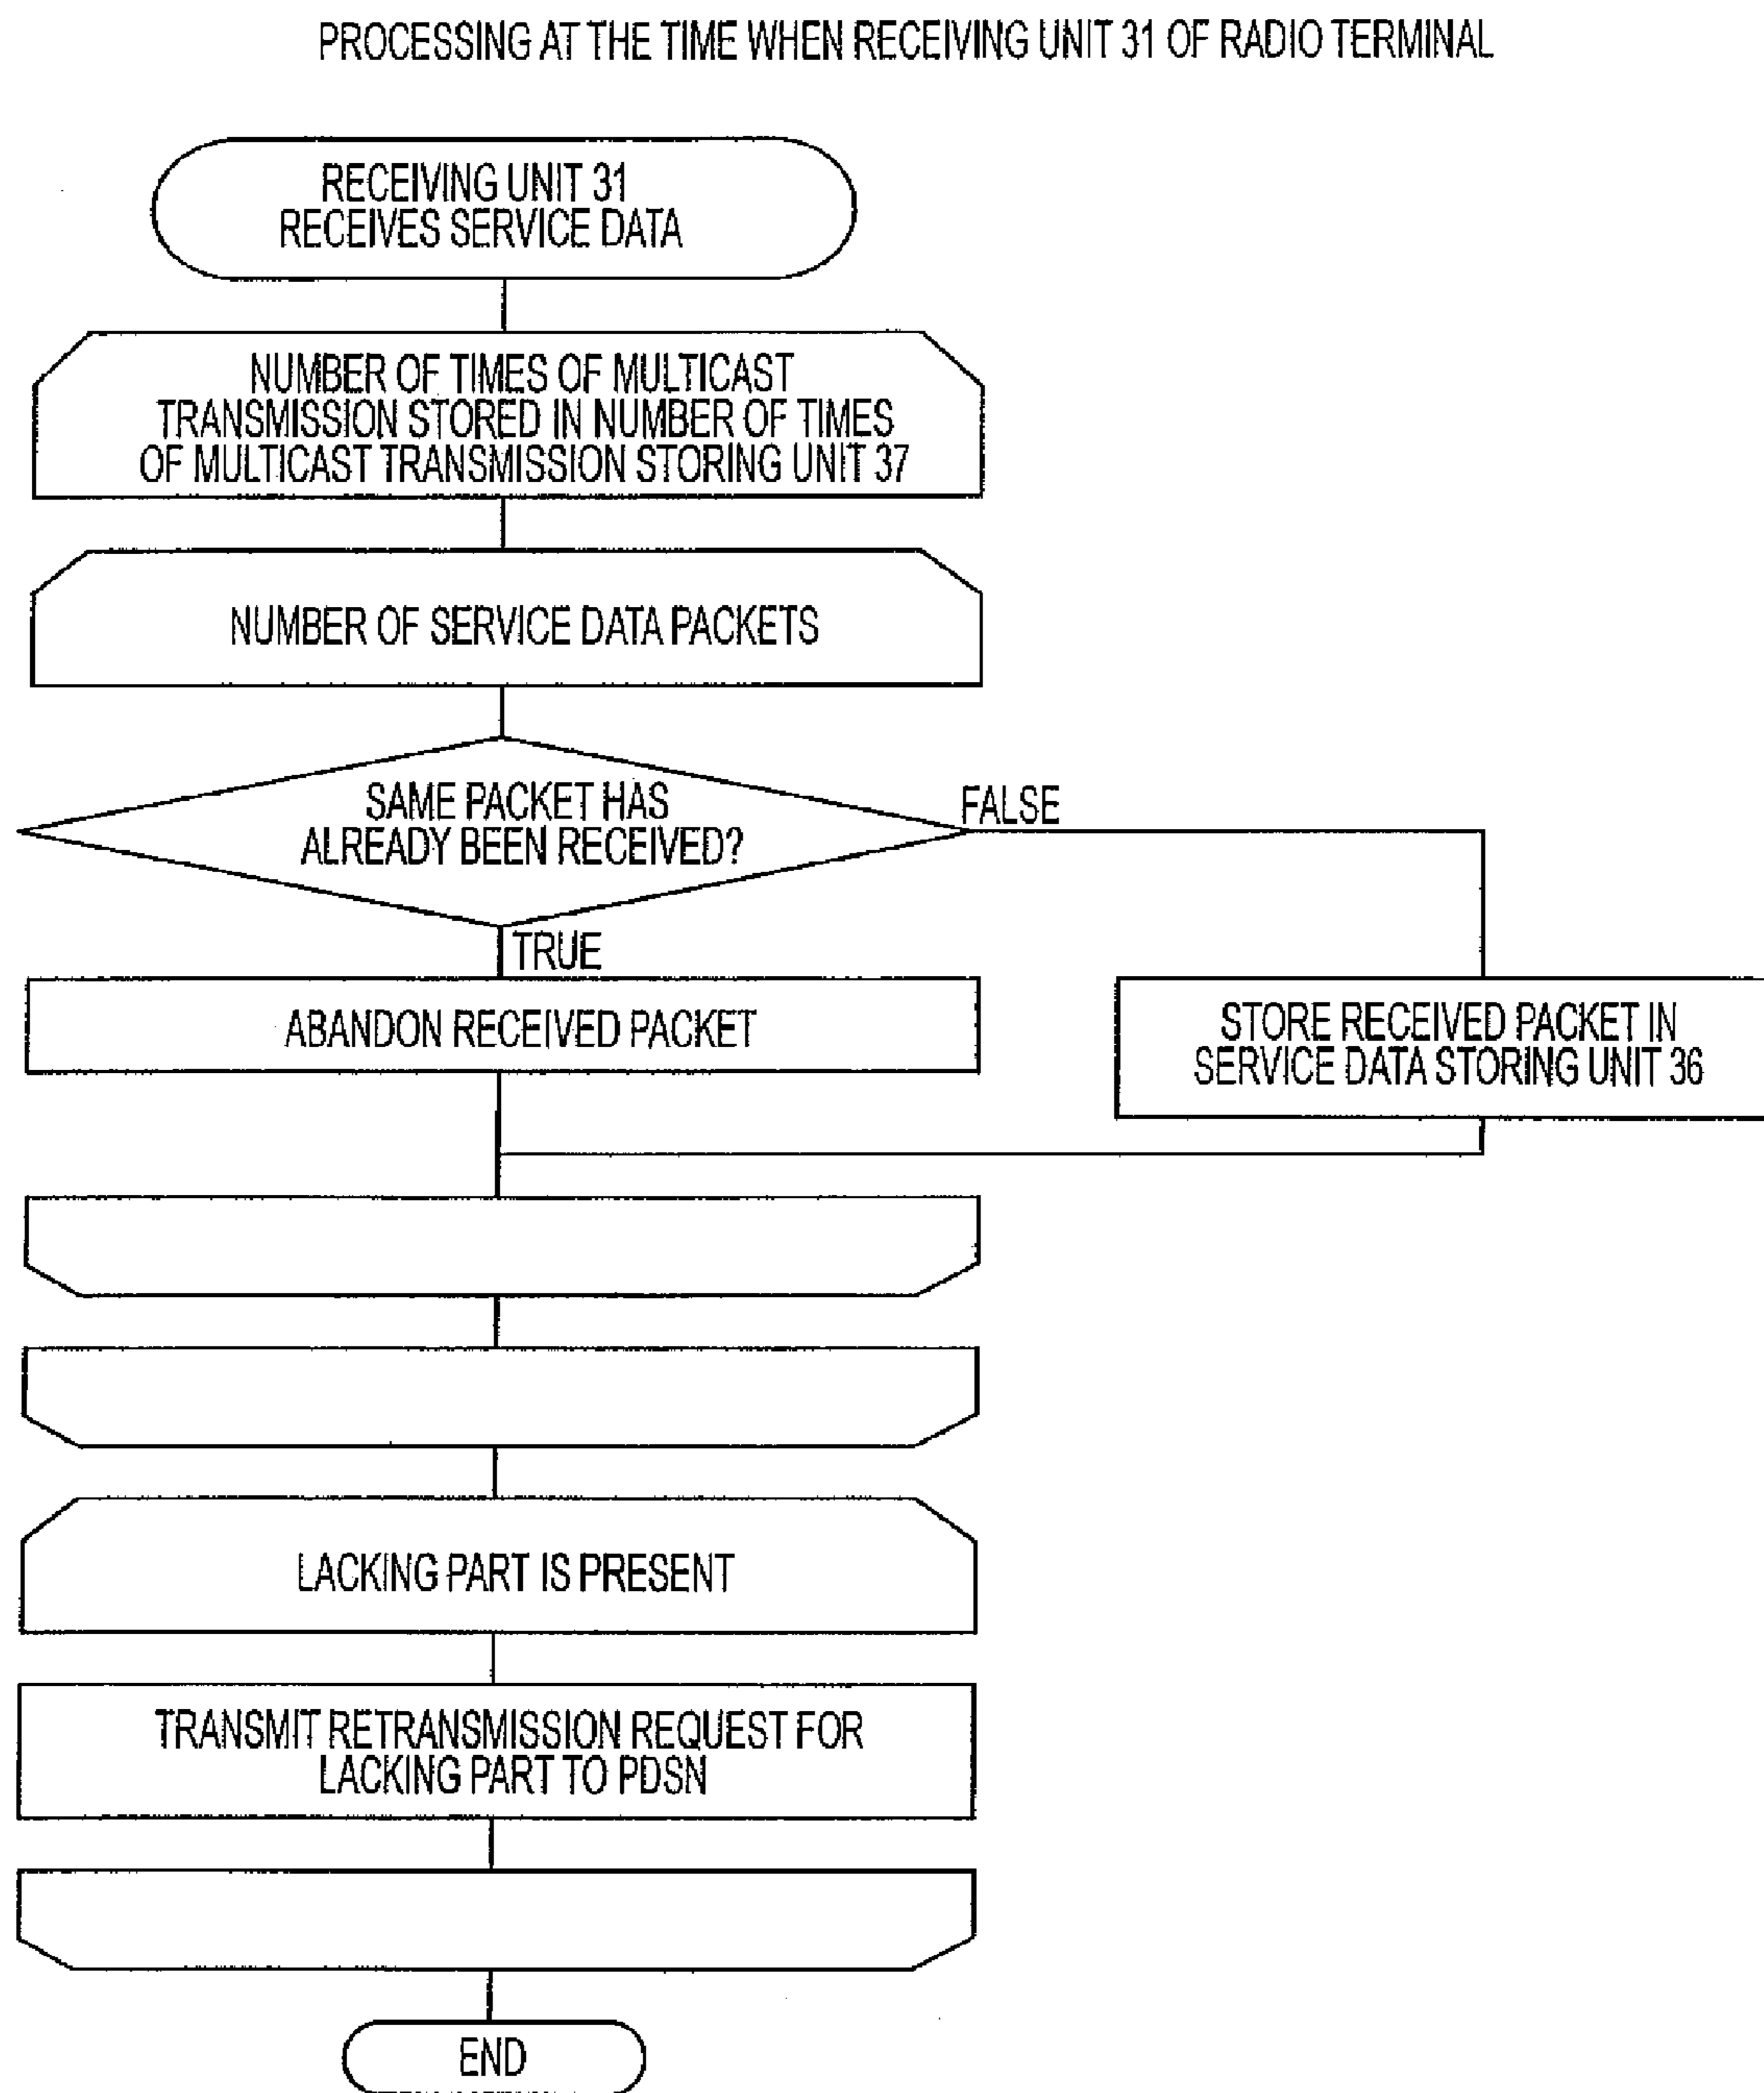 PROCESSING AT THE TIME WHEN RECEIVING UNIT 31 OF RADIO TERMINAL
RECEIVING UNIT 31
RECEIVES SERVICE DATA
NUMBER OF TIMES OF MULTICAST
TRANSMISSION STORED IN NUMBER OF TIMES
OF MULTICAST TRANSMISSION STORING UNIT 37
NUMBER OF SERVICE DATA PACKETS
SAME PACKET HAS
ALREADY BEEN RECEIVED?
FALSE
TRUE
ABANDON RECEIVED PACKET
STORE RECEIVED PACKET IN
SERVICE DATA STORING UNIT 36
LACKING PART IS PRESENT
TRANSMIT RETRANSMISSION REQUEST FOR
LACKING PART TO PDSN
END